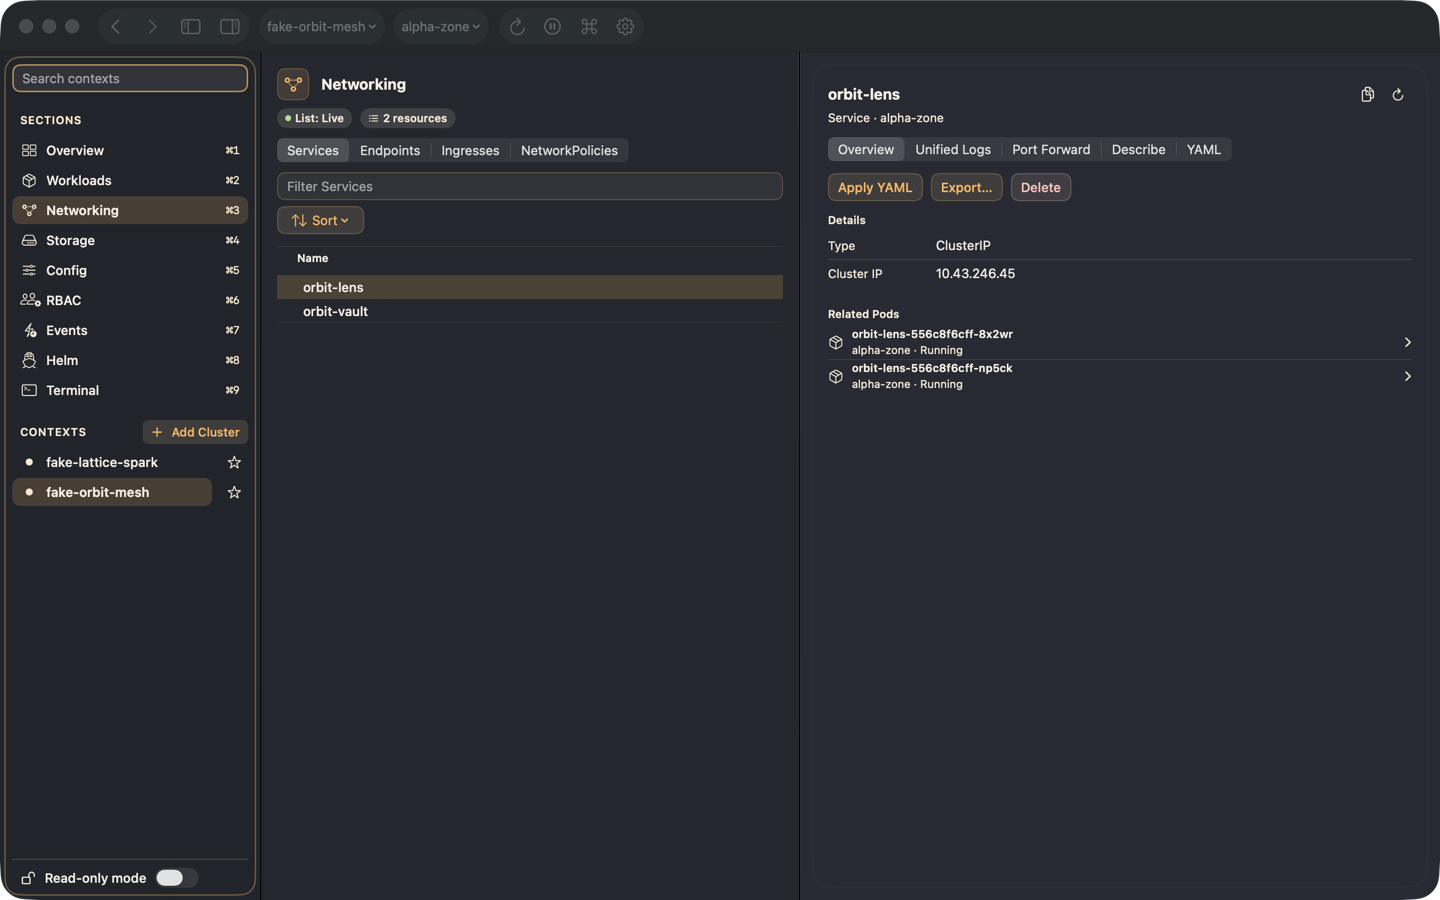 fake-orbit-mesh alpha-zone
Search contexts
SECTIONS
Overview ⌘1
Workloads ⌘2
Networking ⌘3
Storage ⌘4
Config ⌘5
RBAC ⌘6
Events ⌘7
Helm ⌘8
Terminal ⌘9
CONTEXTS + Add Cluster
fake-lattice-spark
fake-orbit-mesh
Read-only mode
Networking
List: Live 2 resources
Services Endpoints Ingresses NetworkPolicies
Filter Services
Sort
Name
orbit-lens
orbit-vault
orbit-lens
Service · alpha-zone
Overview Unified Logs Port Forward Describe YAML
Apply YAML Export... Delete
Details
Type ClusterIP
Cluster IP 10.43.246.45
Related Pods
orbit-lens-556c8f6cff-8x2wr
alpha-zone · Running
orbit-lens-556c8f6cff-np5ck
alpha-zone · Running